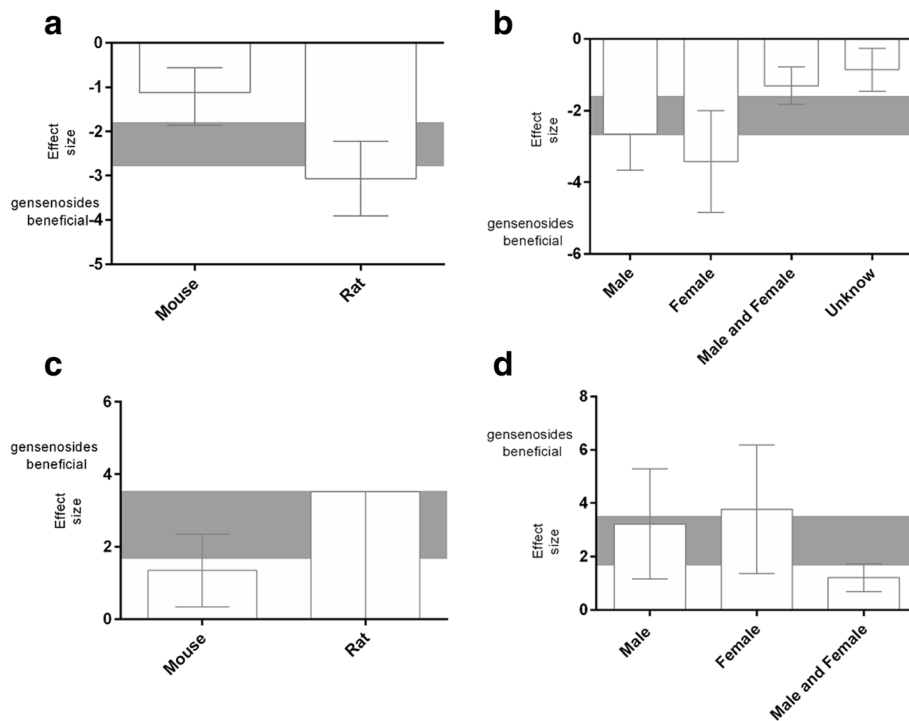 a
0
-1
-2
-3
-4
-5
Effect
size
gensenosides
beneficial
Mouse
Rat
b
0
-2
-4
-6
Effect
size
gensenosides
beneficial
Male
Female
Male and Female
Unknow
c
6
4
2
0
gensenosides
beneficial
Effect
size
Mouse
Rat
d
8
6
4
2
0
gensenosides
beneficial
Effect
size
Male
Female
Male and Female